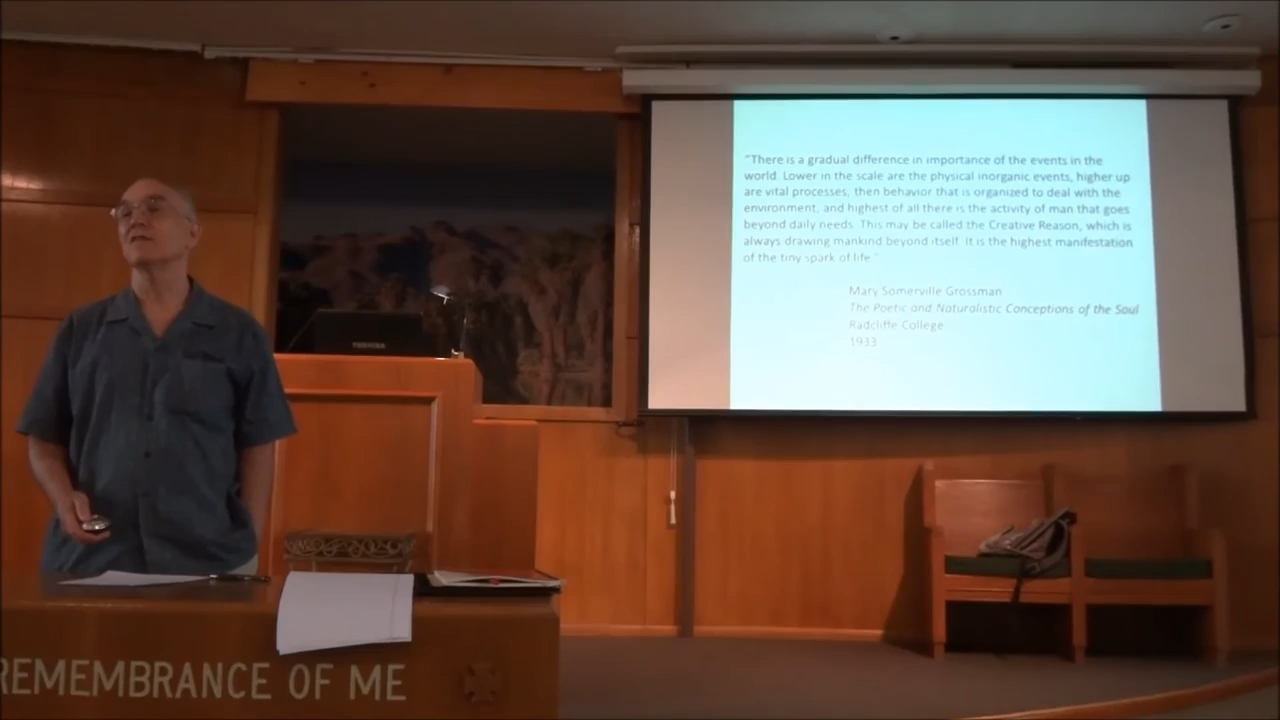 "There is a gradual difference in importance of the events in the
world. Lower in the scale are the physical inorganic events, higher up
are vital processes, then behavior that is organized to deal with the
environment, and highest of all there is the activity of man that goes
beyond daily needs. This may be called the Creative Reason, which is
always drawing mankind beyond itself. It is the highest manifestation
of the tiny spark of life."
Mary Somerville Grossman
The Poetic and Naturalistic Conceptions of the Soul
Radcliffe College
1933
TOSHIBA
REMEMBRANCE OF ME